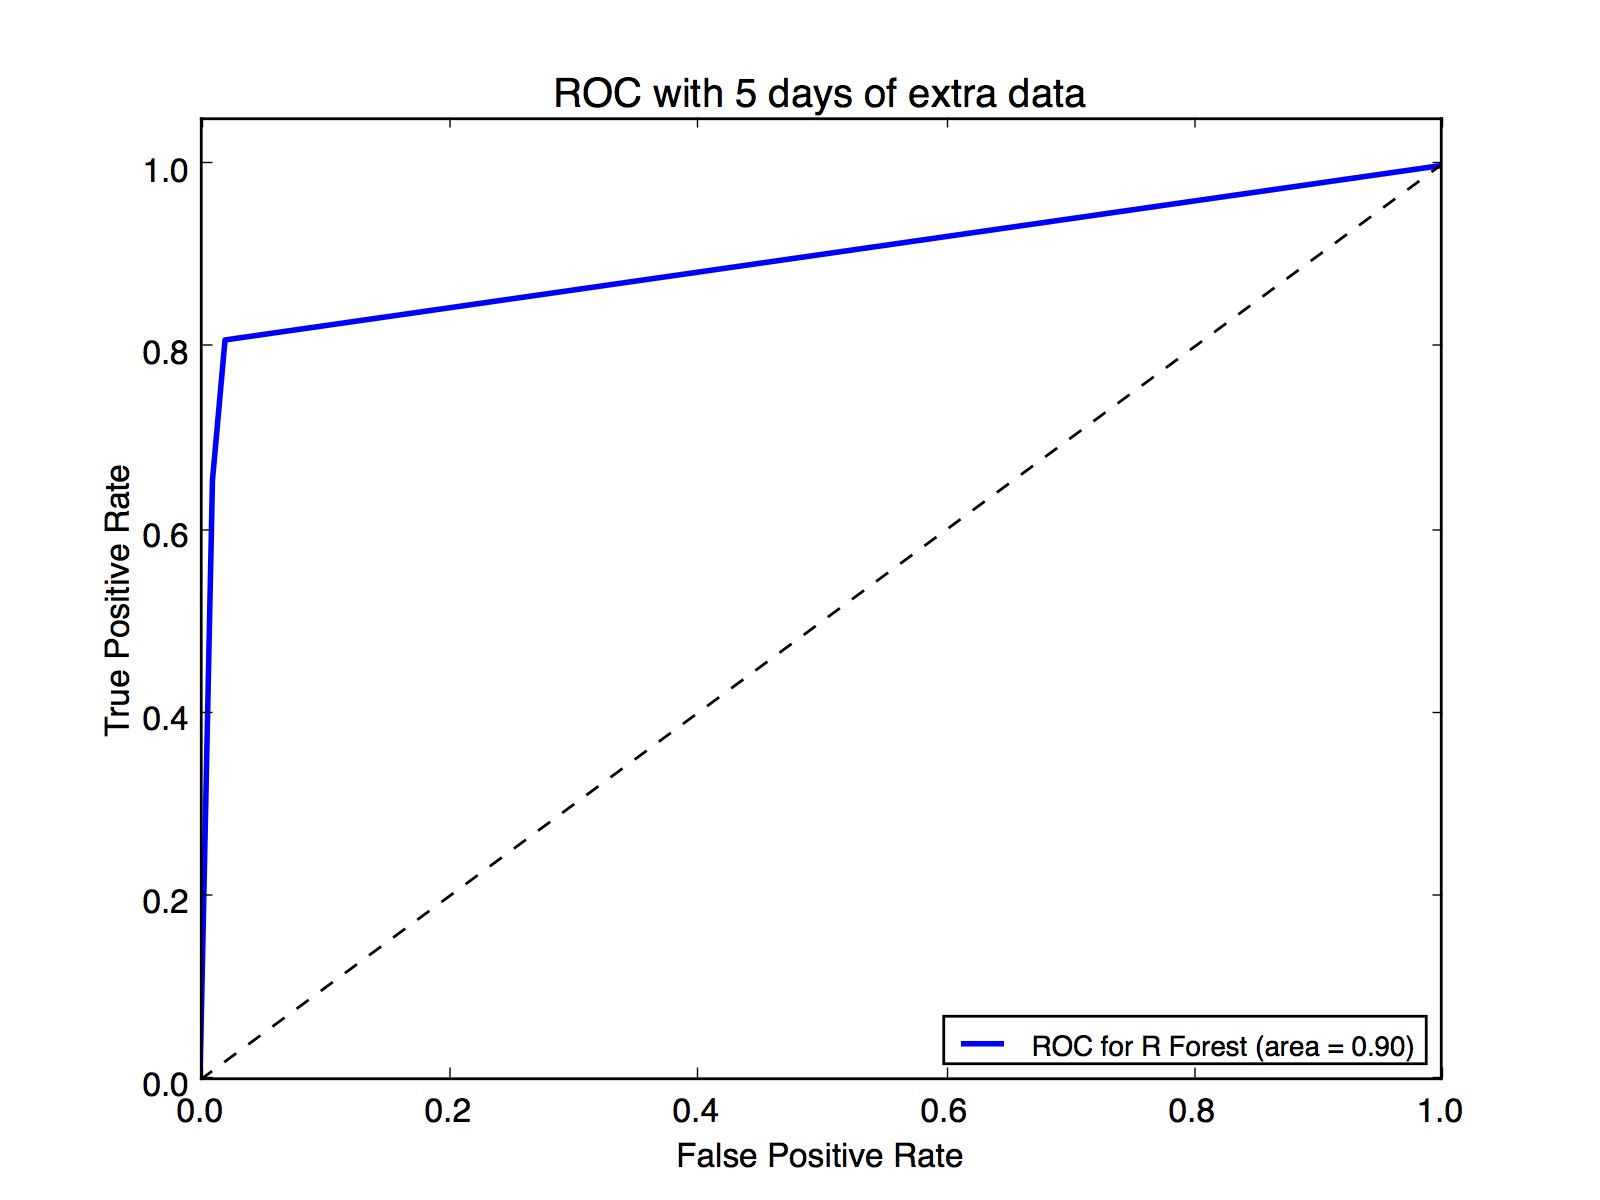 ROC with 5 days of extra data
1.0
0.8
0.6
0.4
0.2
0.0
True Positive Rate
0.0 0.2 0.4 0.6 0.8 1.0
False Positive Rate
ROC for R Forest (area = 0.90)